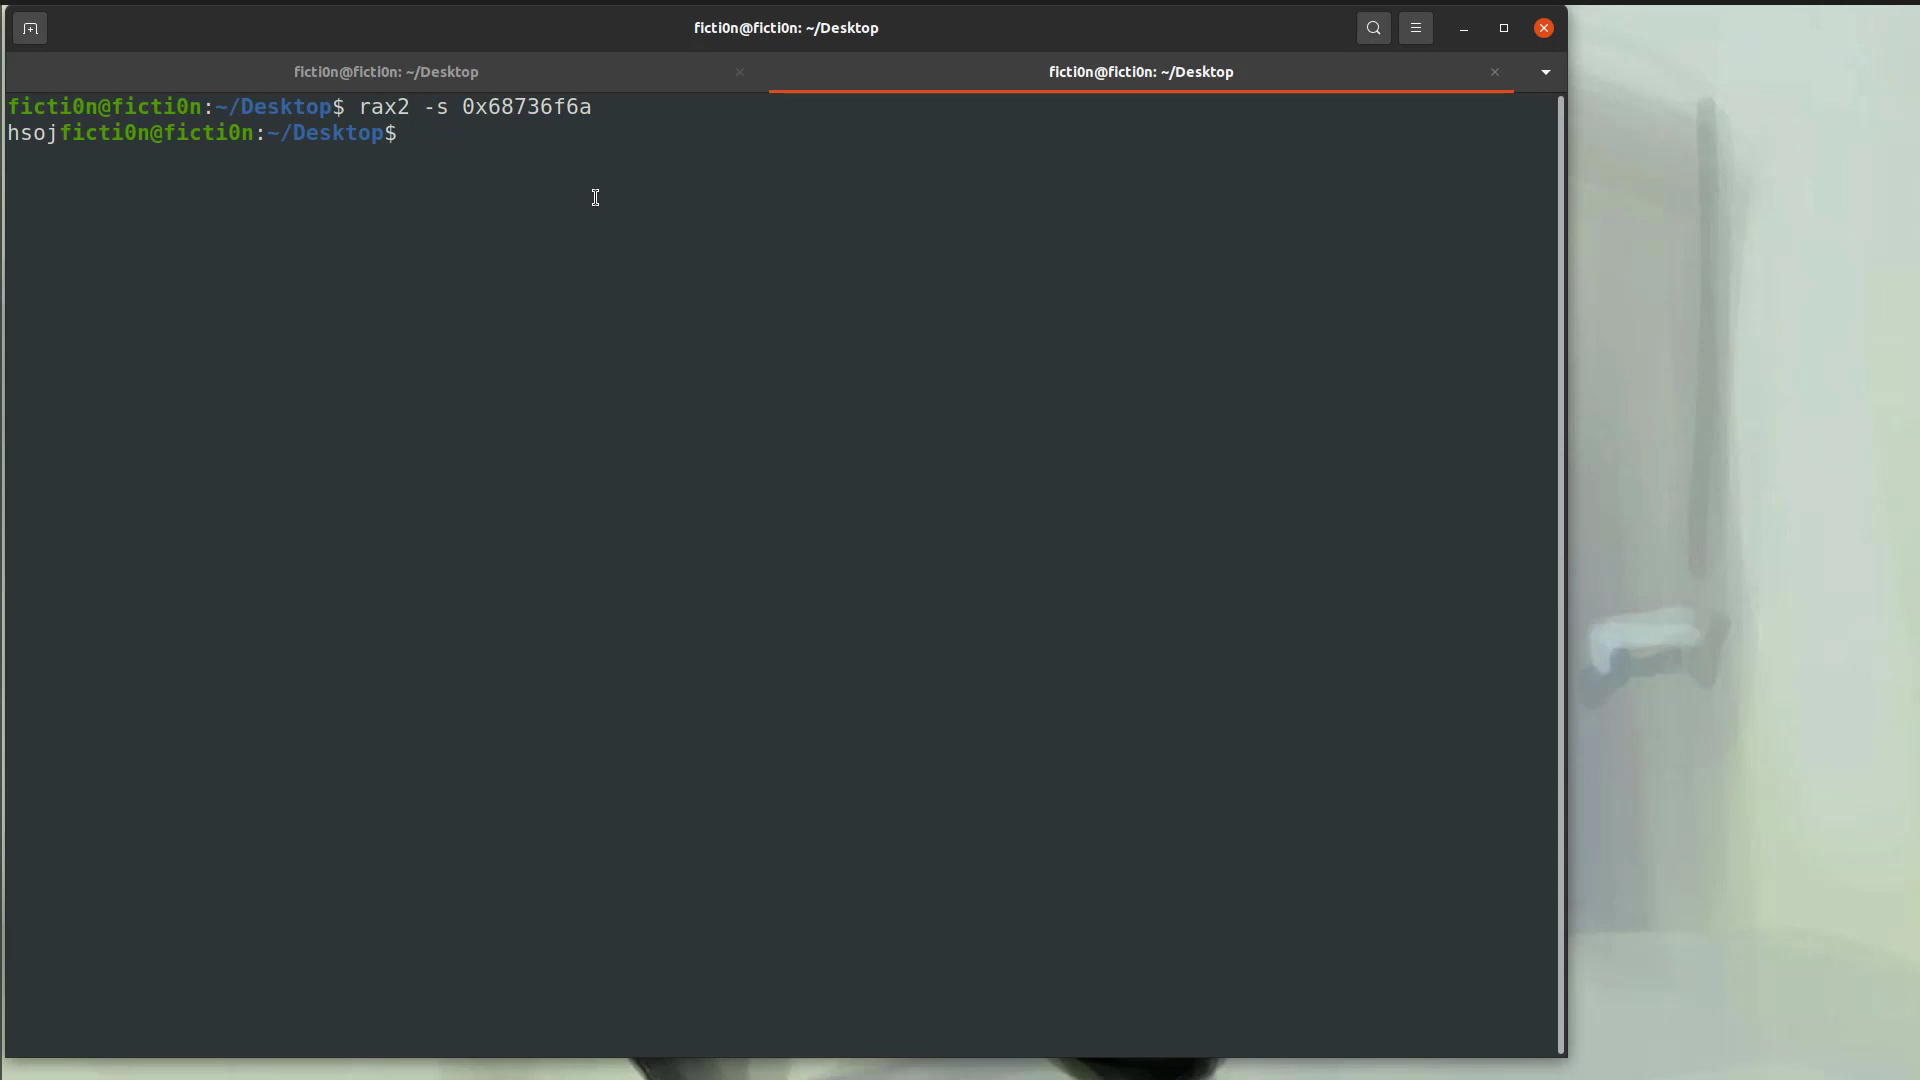 ficti0n@ficti0n: ~/Desktop
ficti0n@ficti0n: ~/Desktop
ficti0n@ficti0n: ~/Desktop
ficti0n@ficti0n:~/Desktop$ rax2 -s 0x68736f6a
hsojficti0n@ficti0n:~/Desktop$